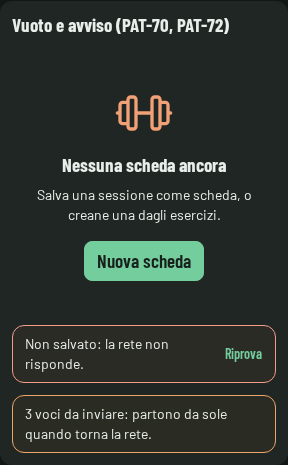 Vuoto e avviso (PAT-70, PAT-72)
Nessuna scheda ancora
Salva una sessione come scheda, o
creane una dagli esercizi.
Nuova scheda
Non salvato: la rete non
risponde.
Riprova
3 voci da inviare: partono da sole
quando torna la rete.